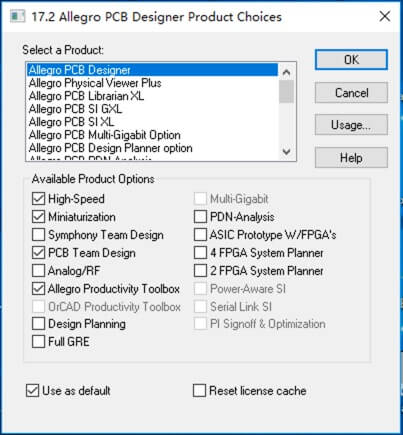 17.2 Allegro PCB Designer Product Choices
Select a Product:
Allegro PCB Designer
Allegro Physical Viewer Plus
Allegro PCB Librarian XL
Allegro PCB SI GXL
Allegro PCB SI XL
Allegro PCB Multi-Gigabit Option
Allegro PCB Design Planner option
Allegro PCB PDN Analysis
OK
Cancel
Usage...
Help
Available Product Options
High-Speed
Miniaturization
Symphony Team Design
PCB Team Design
Analog/RF
Allegro Productivity Toolbox
OrCAD Productivity Toolbox
Design Planning
Full GRE
Multi-Gigabit
PDN-Analysis
ASIC Prototype W/FPGA's
4 FPGA System Planner
2 FPGA System Planner
Power-Aware SI
Serial Link SI
PI Signoff & Optimization
Use as default
Reset license cache